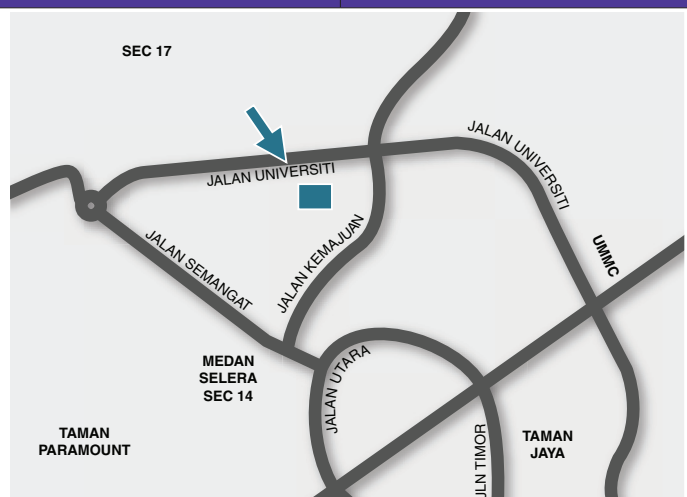 SEC 17
JALAN UNIVERSITI
JALAN UNIVERSITI
JALAN KEMAJUAN
JALAN SEMANGAT
UMMC
MEDAN
SELERA
SEC 14
JALAN UTARA
TAMAN
PARAMOUNT
JLN TIMOR
TAMAN
JAYA